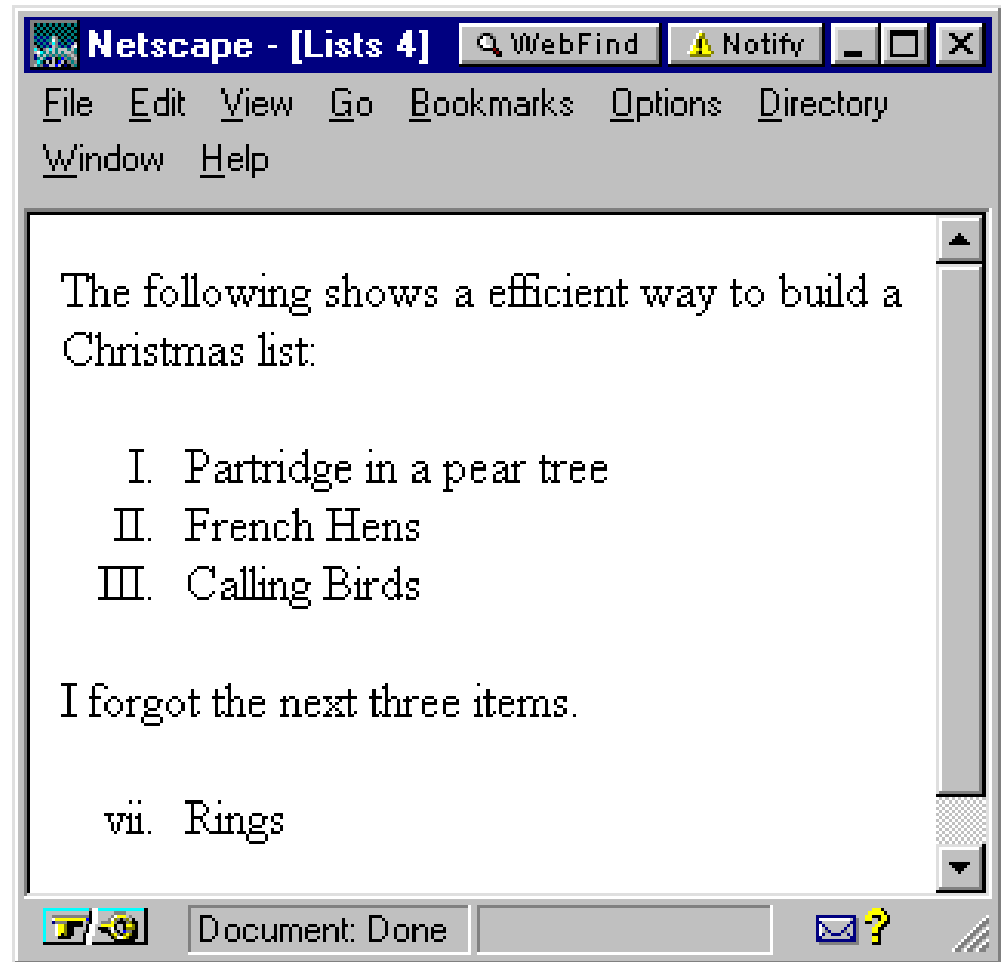 Netscape - [Lists 4] WebFind Notify
File Edit View Go Bookmarks Options Directory
Window Help
The following shows a efficient way to build a
Christmas list:
I. Partridge in a pear tree
II. French Hens
III. Calling Birds
I forgot the next three items.
vii. Rings
Document: Done